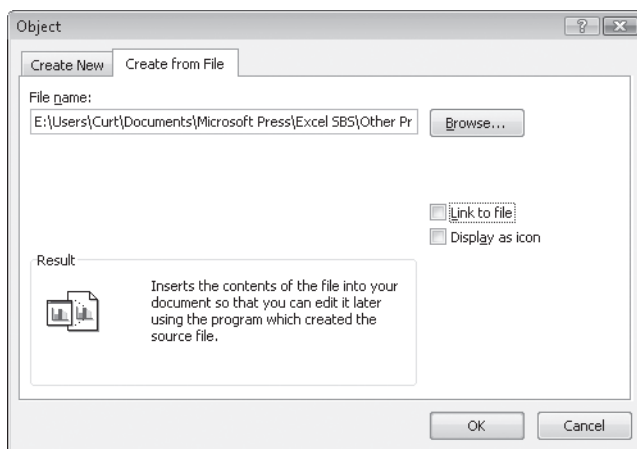 Object
Create New
Create from File
File name:
E:\Users\Curt\Documents\Microsoft Press\Excel SBS\Other Pr
Browse...
Link to file
Display as icon
Result
Inserts the contents of the file into your
document so that you can edit it later
using the program which created the
source file.
OK
Cancel